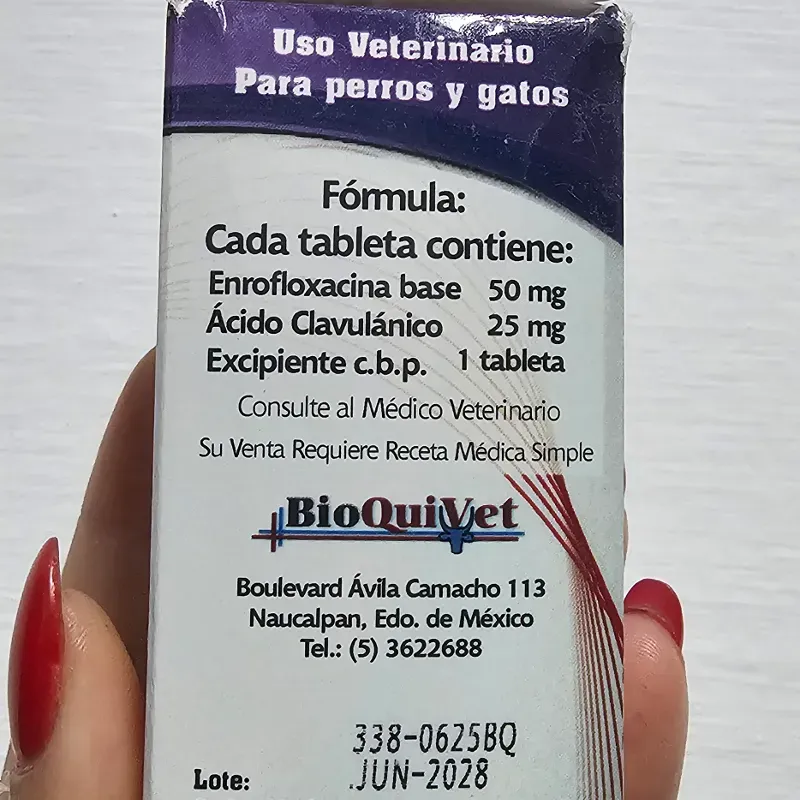 Uso Veterinario
Para perros y gatos
Fórmula:
Cada tableta contiene:
Enrofloxacina base 50 mg
Ácido Clavulánico 25 mg
Excipiente c.b.p. 1 tableta
Consulte al Médico Veterinario
Su Venta Requiere Receta Médica Simple
BioQuiVet
Boulevard Ávila Camacho 113
Naucalpan, Edo. de México
Tel.: (5) 3622688
338-0625BQ
Lote: JUN-2028